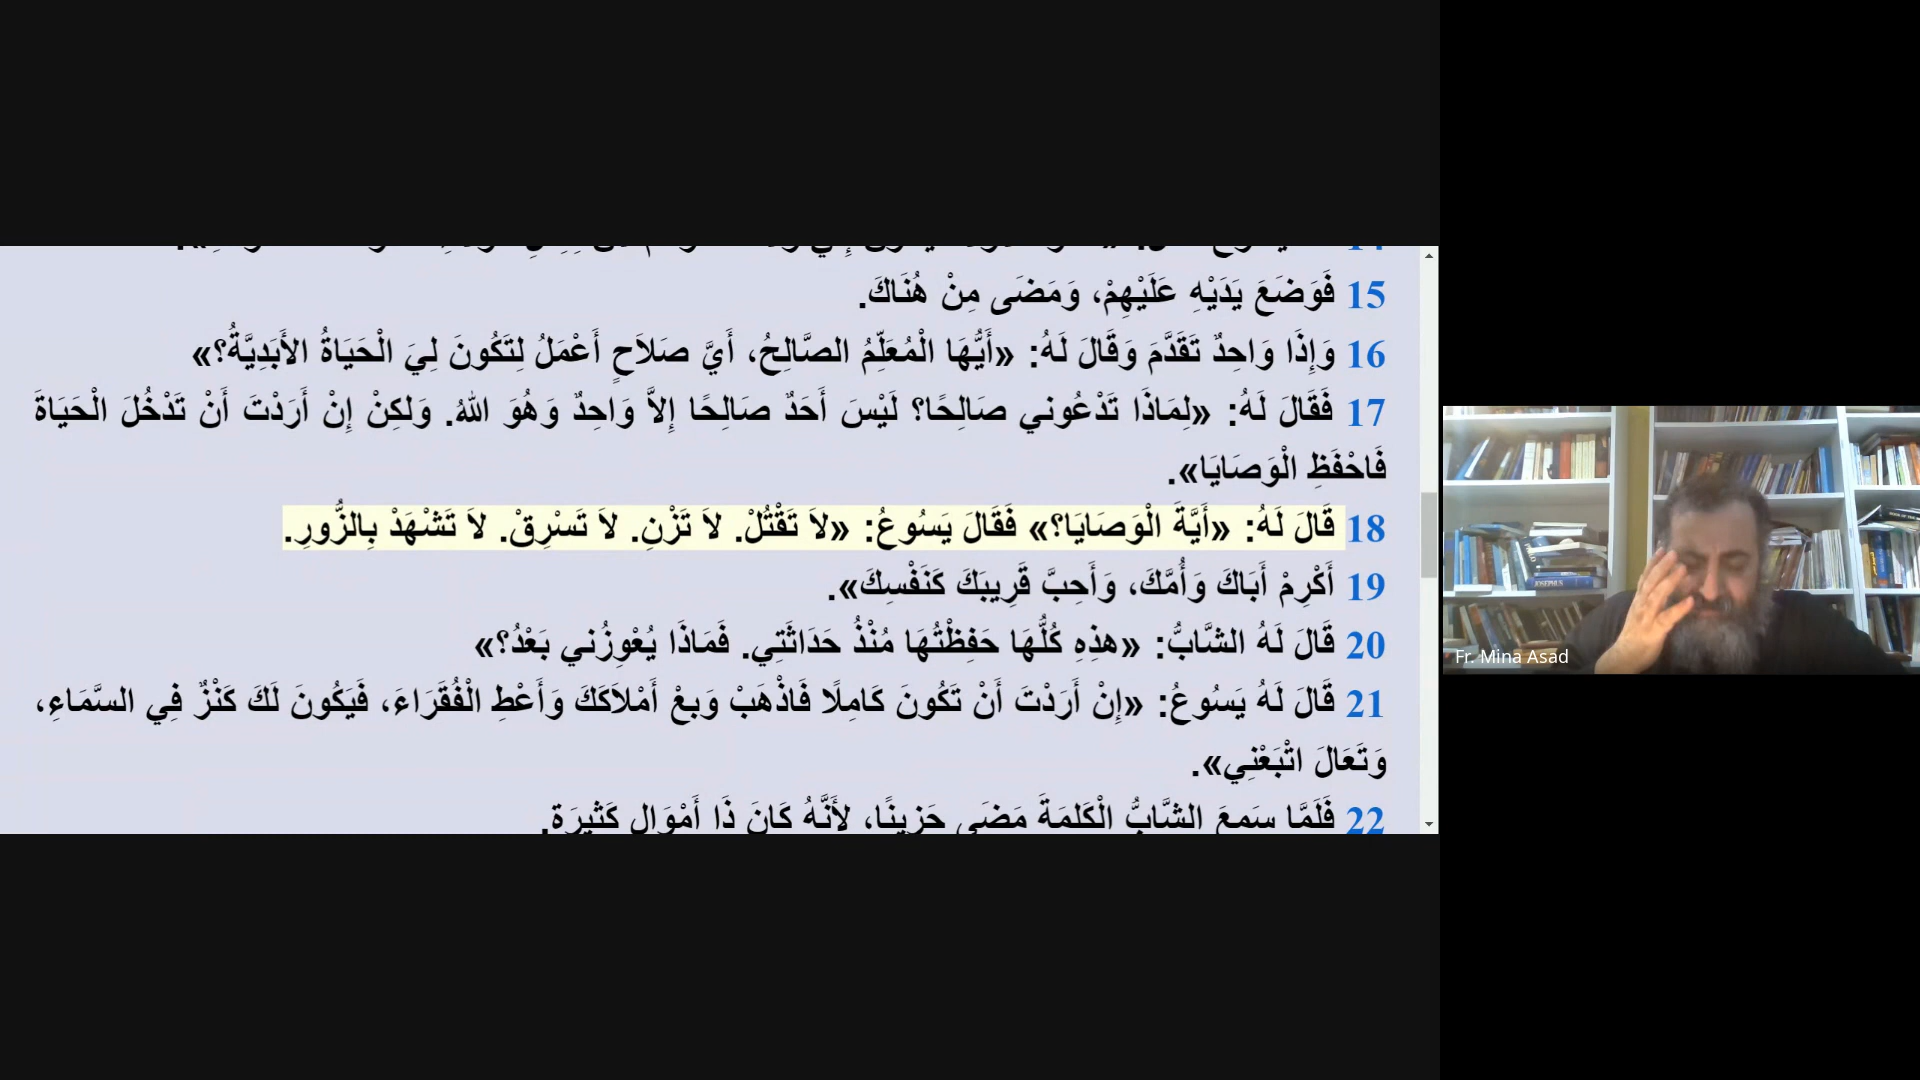 15 فَوَضَعَ يَدَيْهِ عَلَيْهِمْ، وَمَضَى مِنْ هُنَاكَ.
16 وَإِذَا وَاحِدٌ تَقَدَّمَ وَقَالَ لَهُ: «أَيُّهَا الْمُعَلِّمُ الصَّالِحُ، أَيَّ صَلاَحٍ أَعْمَلُ لِتَكُونَ لِيَ الْحَيَاةُ الأَبَدِيَّةُ؟»
17 فَقَالَ لَهُ: «لِمَاذَا تَدْعُوني صَالِحًا؟ لَيْسَ أَحَدٌ صَالِحًا إِلاَّ وَاحِدٌ وَهُوَ اللهُ. وَلكِنْ إِنْ أَرَدْتَ أَنْ تَدْخُلَ الْحَيَاةَ
فَاحْفَظِ الْوَصَايَا».
18 قَالَ لَهُ: «أَيَّةَ الْوَصَايَا؟» فَقَالَ يَسُوعُ: «لاَ تَقْتُلْ. لاَ تَزْنِ. لاَ تَسْرِقْ. لاَ تَشْهَدْ بِالزُّورِ.
19 أَكْرِمْ أَبَاكَ وَأُمَّكَ، وَأَحِبَّ قَرِيبَكَ كَنَفْسِكَ».
20 قَالَ لَهُ الشَّابُّ: «هذِهِ كُلُّهَا حَفِظْتُهَا مُنْذُ حَدَاثَتِي. فَمَاذَا يُعْوِزُني بَعْدُ؟»
21 قَالَ لَهُ يَسُوعُ: «إِنْ أَرَدْتَ أَنْ تَكُونَ كَامِلًا فَاذْهَبْ وَبعْ أَمْلاَكَكَ وَأَعْطِ الْفُقَرَاءَ، فَيَكُونَ لَكَ كَنْزٌ فِي السَّمَاءِ،
وَتَعَالَ اتْبَعْنِي».
22 فَلَمَّا سَمِعَ الشَّابُّ الْكَلِمَةَ مَضَى حَزِينًا، لأَنَّهُ كَانَ ذَا أَمْوَال كَثِيرَةٍ.
Fr. Mina Asad
JOSEPHUS